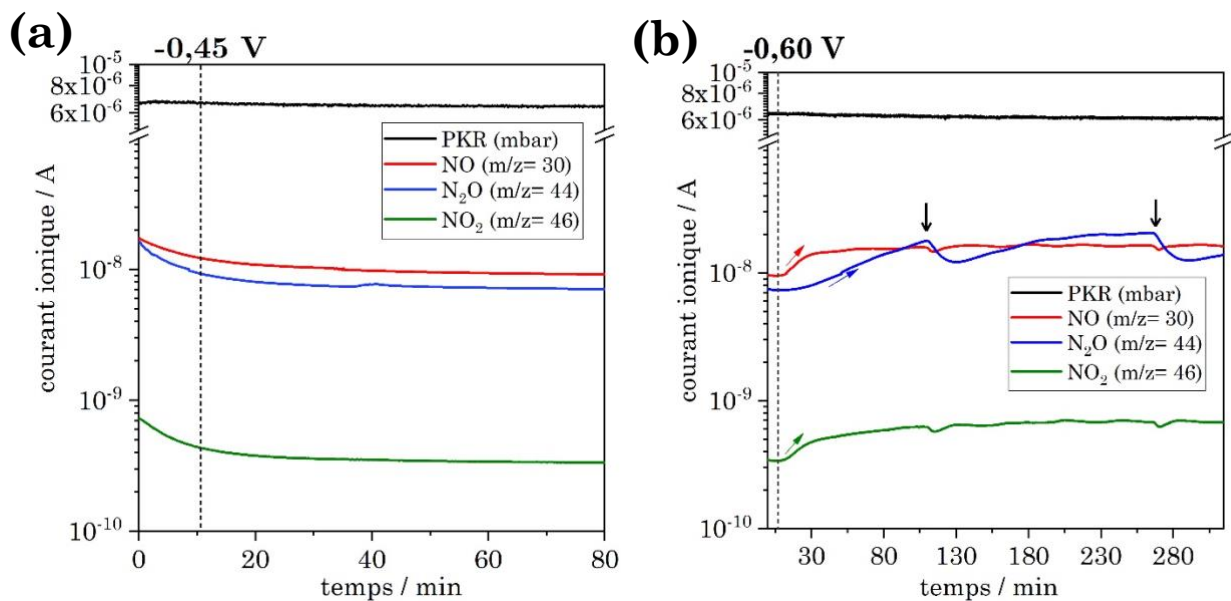 (a)
-0,45 V
10⁻⁵
8x10⁻⁶
6x10⁻⁶
10⁻⁸
10⁻⁹
10⁻¹⁰
courant ionique / A
PKR (mbar)
NO (m/z= 30)
N₂O (m/z= 44)
NO₂ (m/z= 46)
0 20 40 60 80
temps / min
(b)
-0,60 V
10⁻⁵
8x10⁻⁶
6x10⁻⁶
10⁻⁸
10⁻⁹
10⁻¹⁰
courant ionique / A
PKR (mbar)
NO (m/z= 30)
N₂O (m/z= 44)
NO₂ (m/z= 46)
30 80 130 180 230 280
temps / min